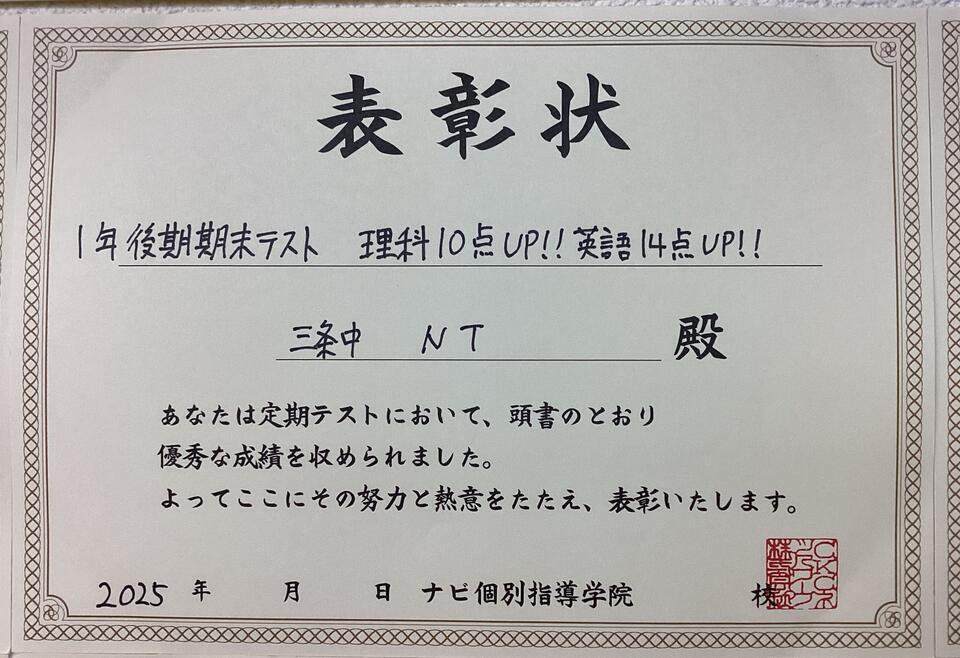 表彰状
1年後期期末テスト 理科10点UP!! 英語14点UP!!
三条中 NT 殿
あなたは定期テストにおいて、頭書のとおり
優秀な成績を収められました。
よってここにその努力と熱意をたたえ、表彰いたします。
2025 年 月 日 ナビ個別指導学院 校